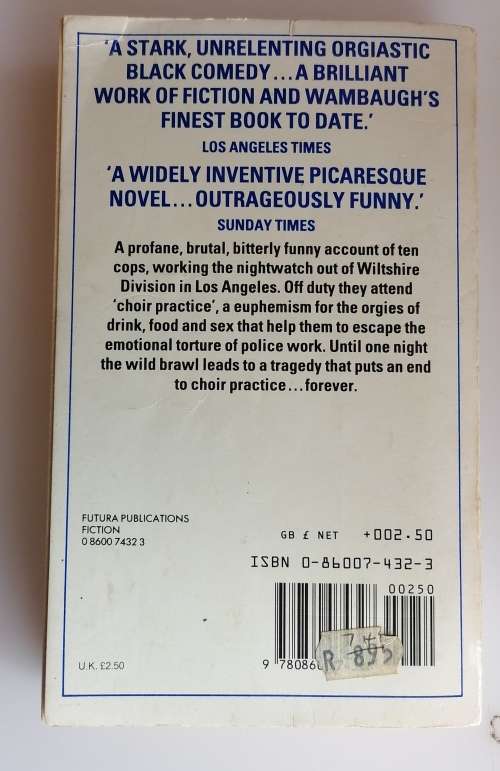 ‘A STARK, UNRELENTING ORGIASTIC
BLACK COMEDY...A BRILLIANT
WORK OF FICTION AND WAMBAUGH'S
FINEST BOOK TO DATE.’
LOS ANGELES TIMES
‘A WIDELY INVENTIVE PICARESQUE
NOVEL...OUTRAGEOUSLY FUNNY.’
SUNDAY TIMES
A profane, brutal, bitterly funny account of ten
cops, working the nightwatch out of Wiltshire
Division in Los Angeles. Off duty they attend
‘choir practice’, a euphemism for the orgies of
drink, food and sex that help them to escape the
emotional torture of police work. Until one night
the wild brawl leads to a tragedy that puts an end
to choir practice...forever.
FUTURA PUBLICATIONS
FICTION
0 8600 7432 3
GB £ NET +002.50
ISBN 0-86007-432-3
00250
R 895
9 78086
U.K. £2.50